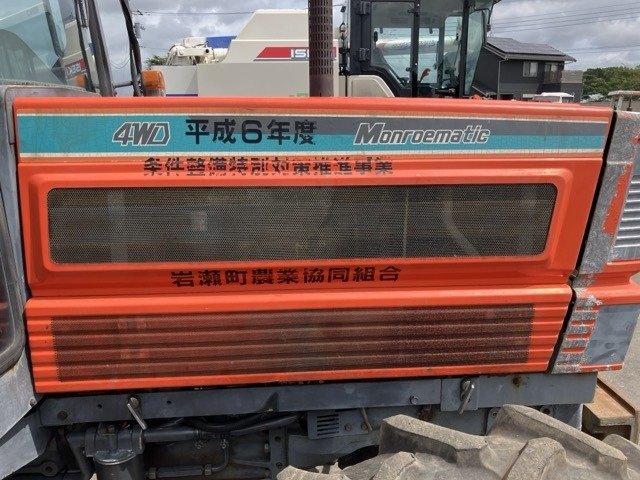 4WD 平成6年度 Monroematic
条件整備特別対策推進事業
岩瀬町農業協同組合